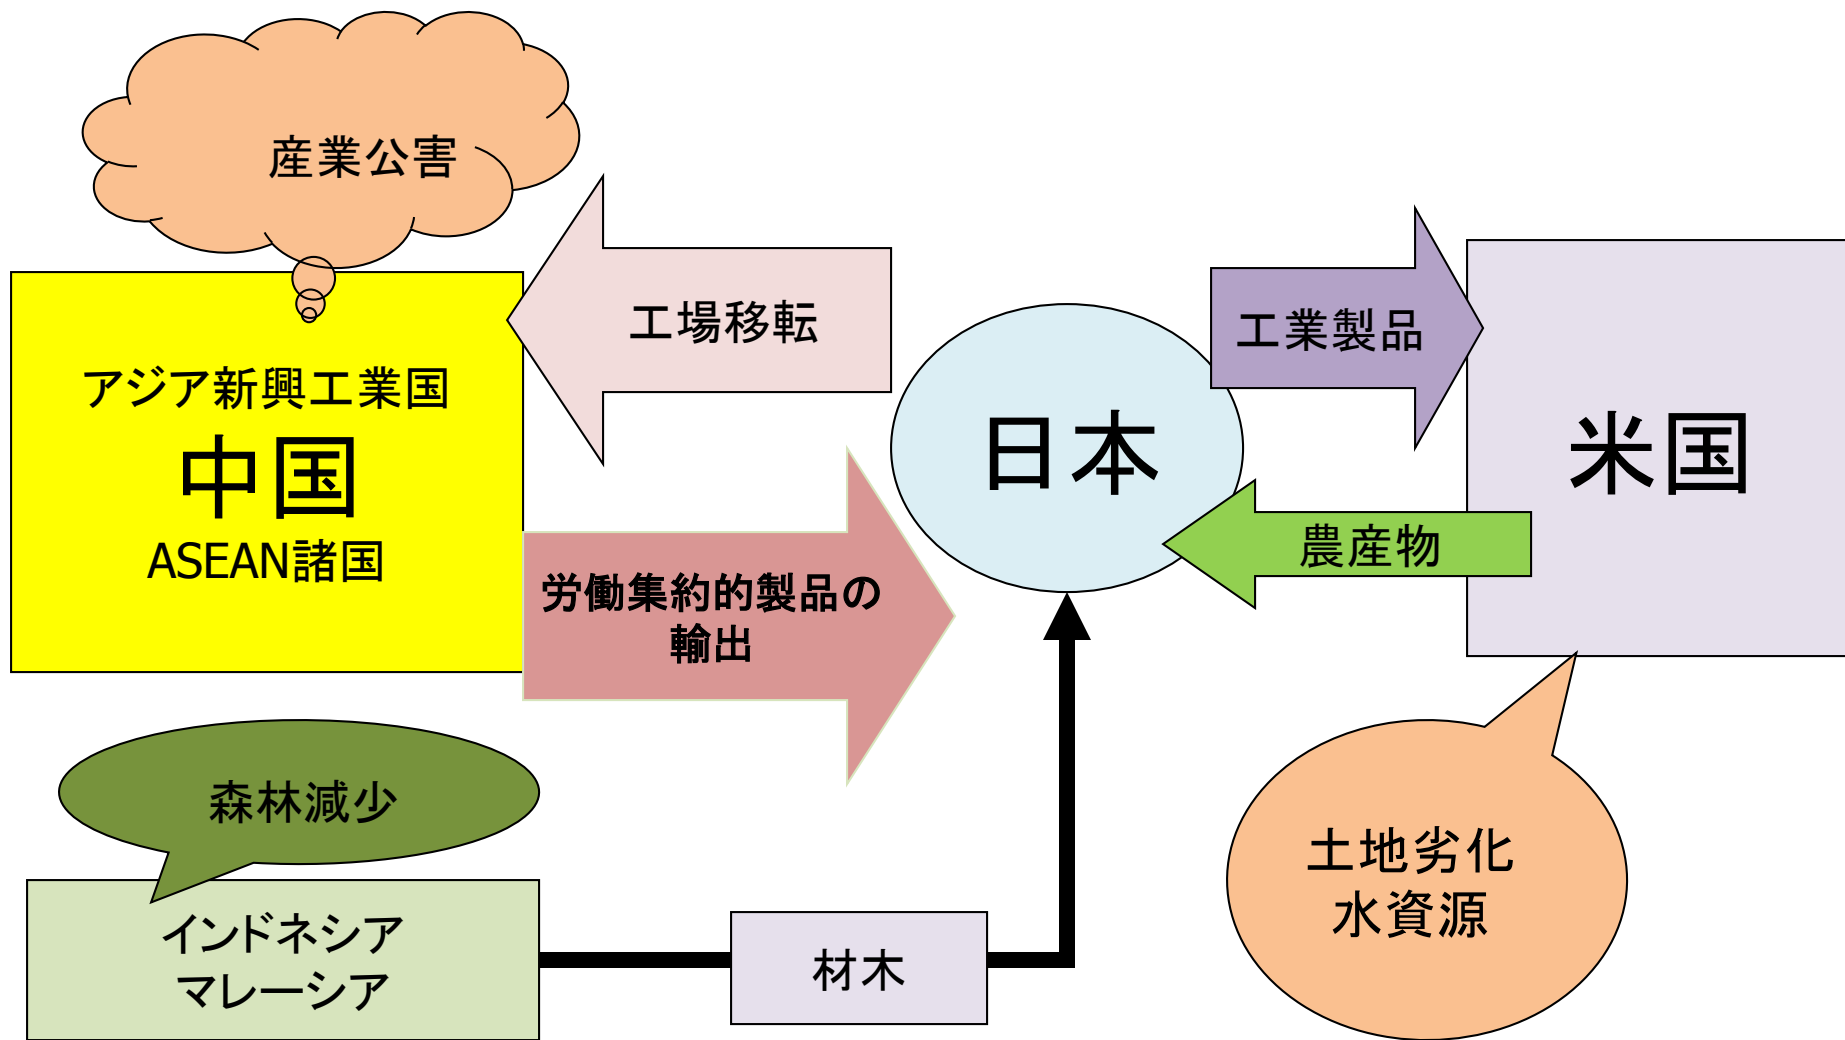 産業公害
工場移転
工業製品
アジア新興工業国
中国
ASEAN諸国
日本
米国
農産物
労働集約的製品の
輸出
森林減少
土地劣化
水資源
インドネシア
マレーシア
材木